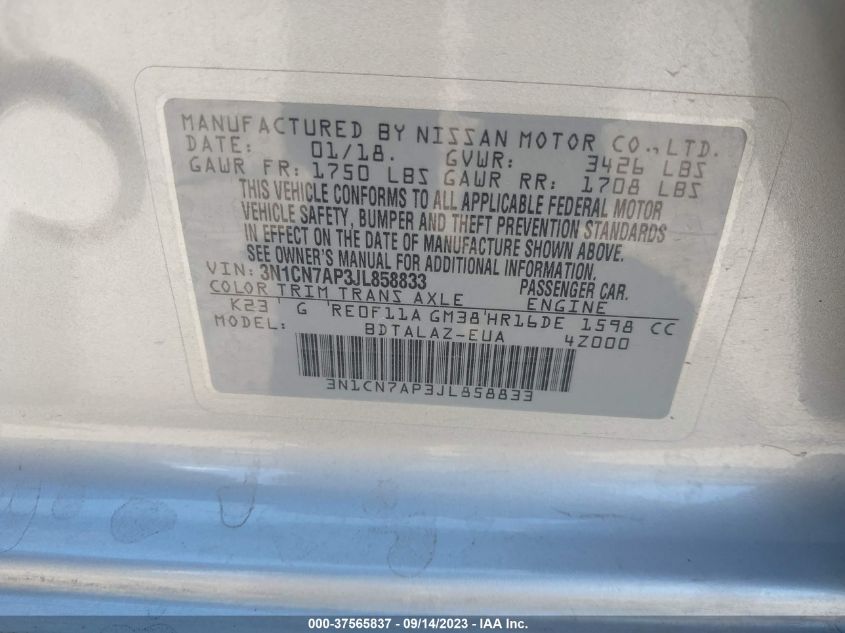 MANUFACTURED BY NISSAN MOTOR CO., LTD.
DATE: 01/18. GVWR: 3426 LBS
GAWR FR: 1750 LBS GAWR RR: 1708 LBS
THIS VEHICLE CONFORMS TO ALL APPLICABLE FEDERAL MOTOR
VEHICLE SAFETY, BUMPER AND THEFT PREVENTION STANDARDS
IN EFFECT ON THE DATE OF MANUFACTURE SHOWN ABOVE.
SEE OWNER'S MANUAL FOR ADDITIONAL INFORMATION.
VIN: 3N1CN7AP3JL858833 PASSENGER CAR.
COLOR TRIM TRANS AXLE ENGINE
K23 G RE0F11A GM38 HR16DE 1598 CC
MODEL: BDTALAZ-EUA 4Z000
3N1CN7AP3JL858833
000-37565837 - 09/14/2023 - IAA Inc.